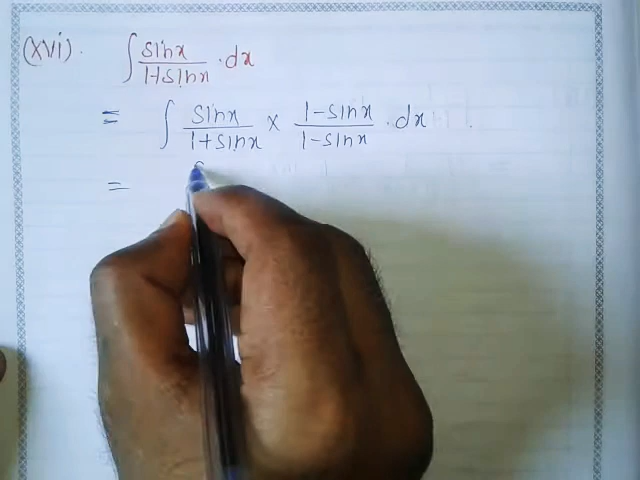 (xvi). ∫ sinx / 1+sinx . dx
= ∫ sinx / 1+sinx × 1-sinx / 1-sinx . dx
=